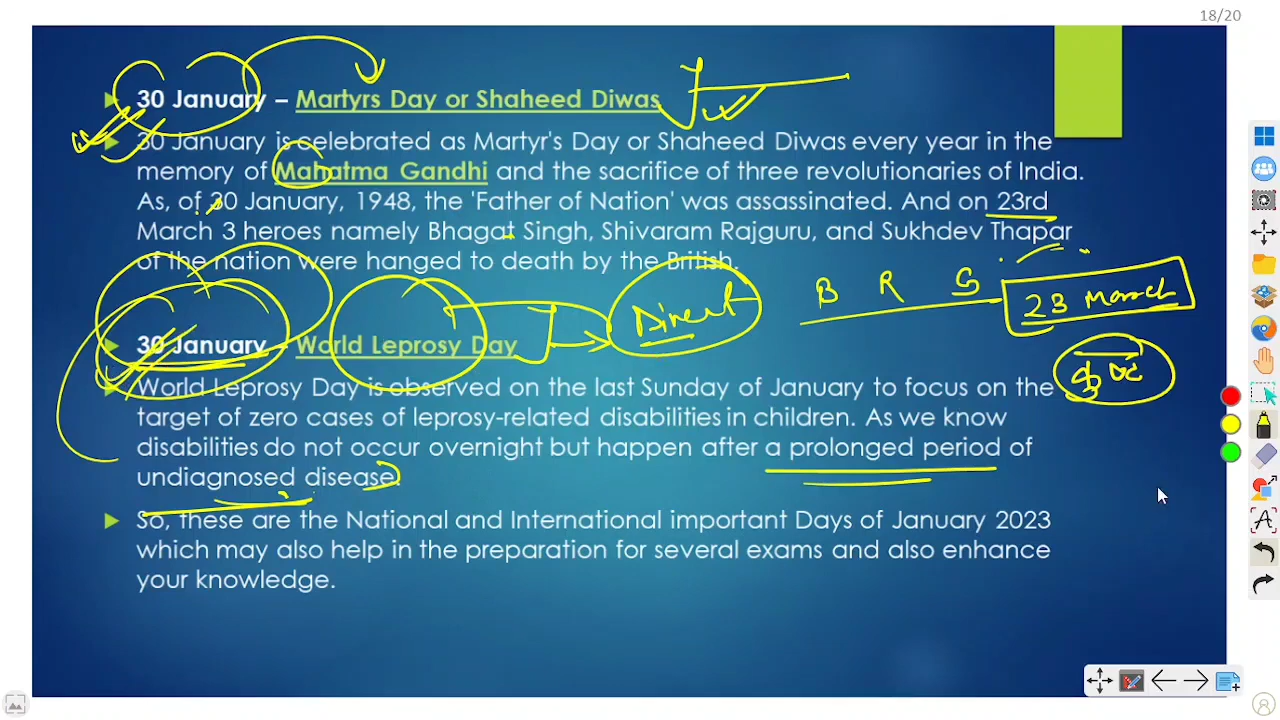 18/20
30 January – Martyrs Day or Shaheed Diwas
30 January is celebrated as Martyr's Day or Shaheed Diwas every year in the
memory of Mahatma Gandhi and the sacrifice of three revolutionaries of India.
As, of 30 January, 1948, the 'Father of Nation' was assassinated. And on 23rd
March 3 heroes namely Bhagat Singh, Shivaram Rajguru, and Sukhdev Thapar
of the nation were hanged to death by the British.
B R S 23 March
Direct
30 January – World Leprosy Day
World Leprosy Day is observed on the last Sunday of January to focus on the
target of zero cases of leprosy-related disabilities in children. As we know
disabilities do not occur overnight but happen after a prolonged period of
undiagnosed disease.
So, these are the National and International important Days of January 2023
which may also help in the preparation for several exams and also enhance
your knowledge.